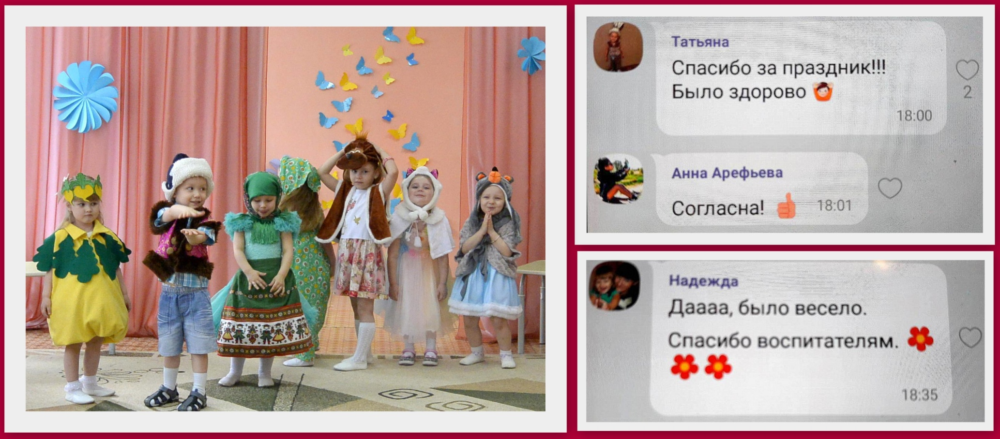 Татьяна
Спасибо за праздник!!!
Было здорово 🙆
18:00
2
Анна Арефьева
Согласна! 👍 18:01
Надежда
Даааа, было весело.
Спасибо воспитателям. 🌺
🌺🌺
18:35